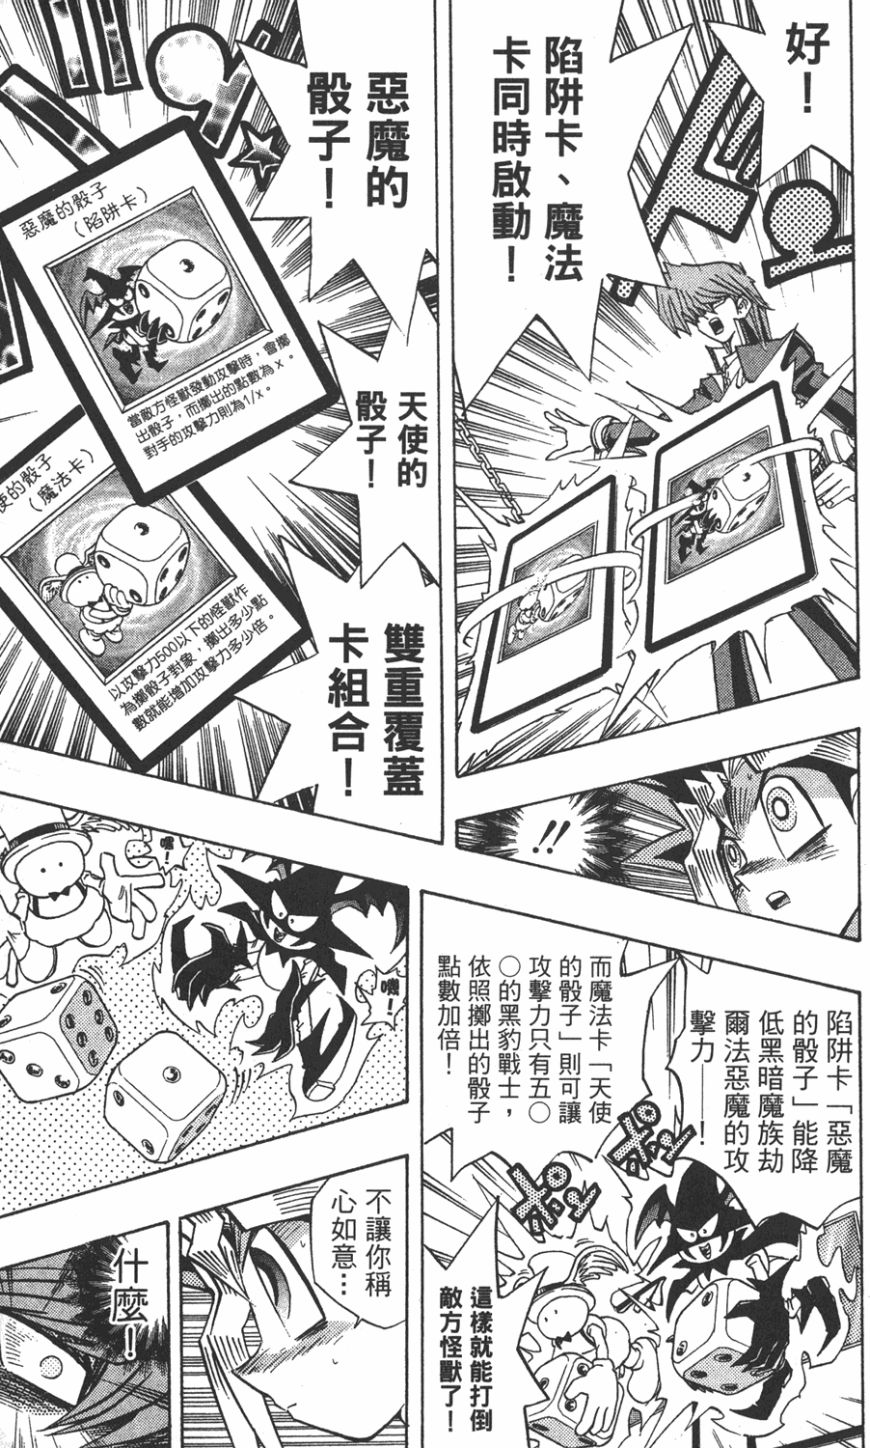 好！
陷阱卡、魔法
卡同時啟動！
惡魔的
骰子！
惡魔的骰子
（陷阱卡）
當敵方怪獸發動攻擊時，會擲
出骰子，而擲出的點數為x。
對手的攻擊力則為1/x。
天使的
骰子！
使的骰子
（魔法卡）
以攻擊力500以下的怪獸作
為擲骰子對象，擲出多少點
數就能增加攻擊力多少倍。
雙重覆蓋
卡組合！
!!
陷阱卡「惡魔
的骰子」能降
低黑暗魔族劫
爾法惡魔的攻
擊力——！
而魔法卡「天使
的骰子」則可讓
攻擊力只有五〇
〇的黑豹戰士，
依照擲出的骰子
點數加倍！
ポン
ポン
這樣就能打倒
敵方怪獸了！
嘿！
不讓你稱
心如意…
什麼！